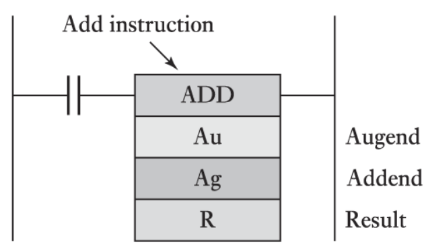 Add instruction
ADD
Au Augend
Ag Addend
R Result